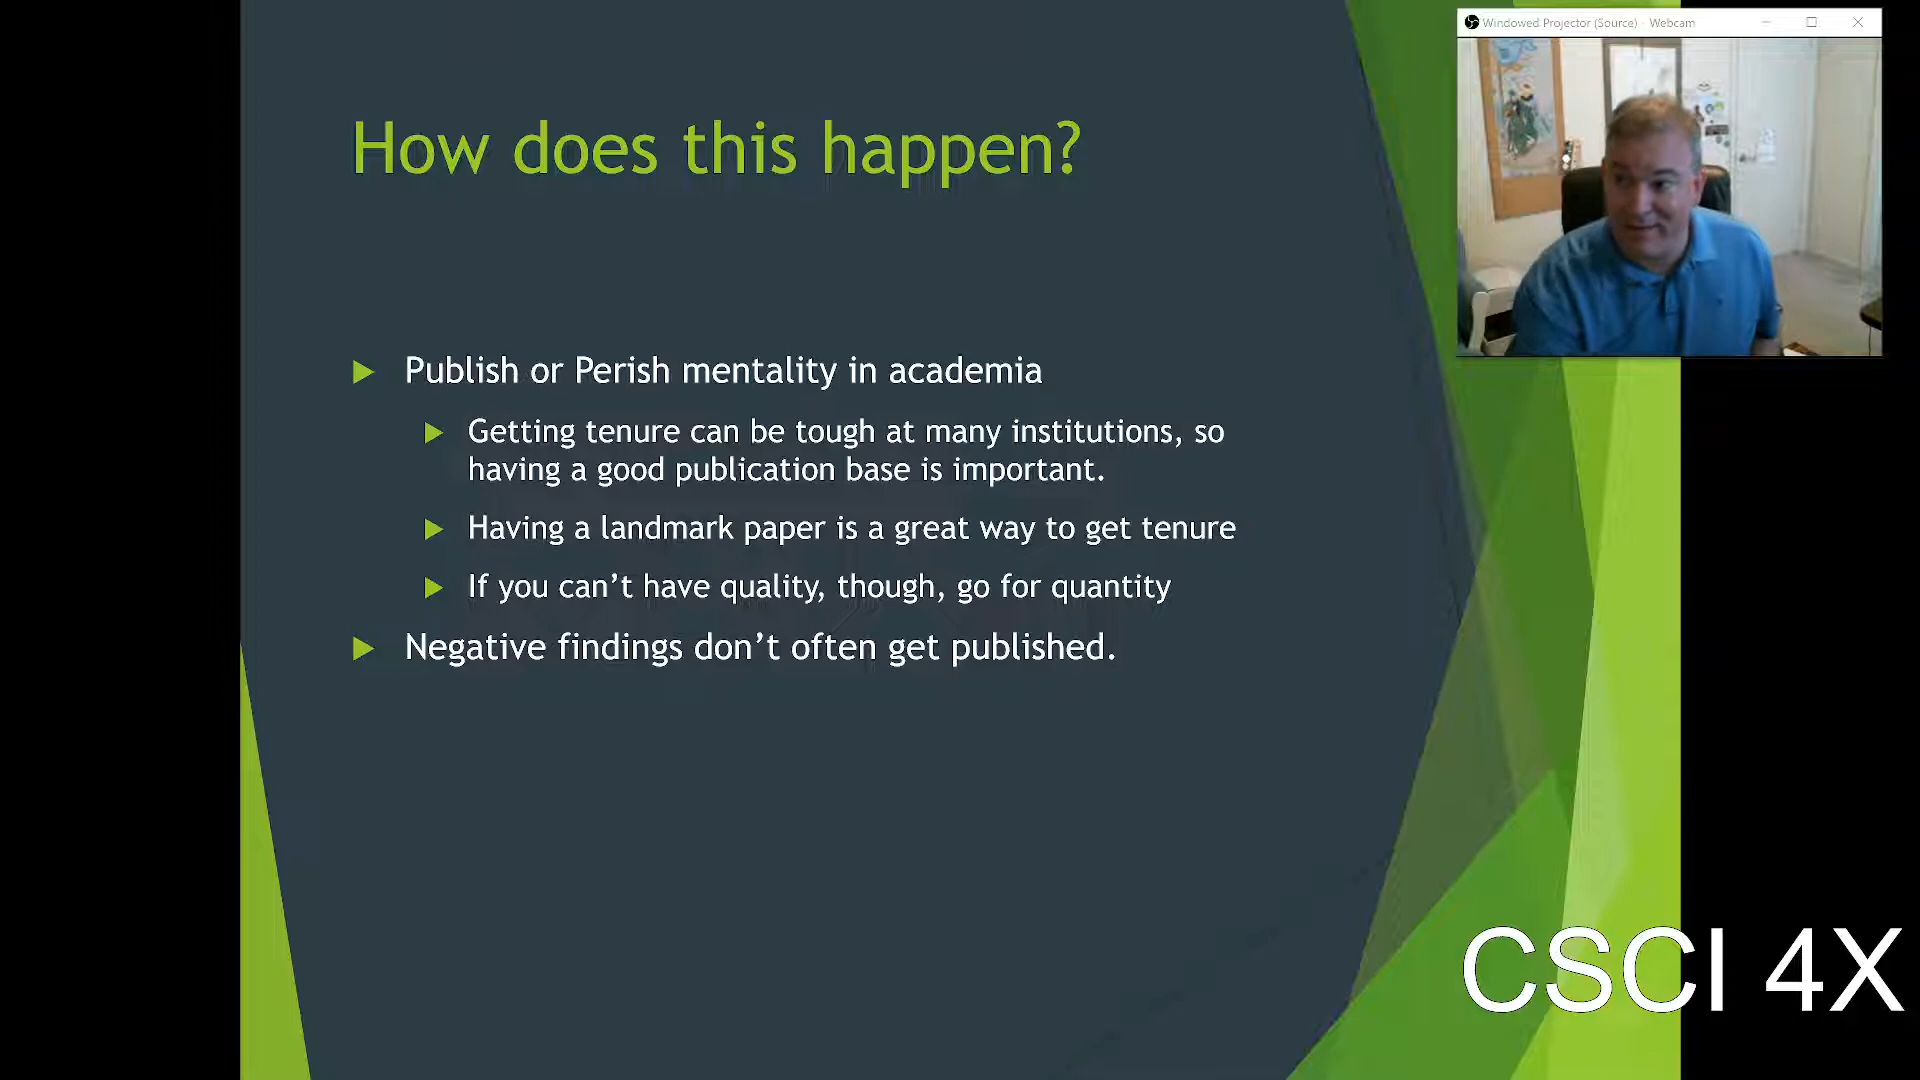 Windowed Projector (Source) - Webcam
How does this happen?
Publish or Perish mentality in academia
Getting tenure can be tough at many institutions, so
having a good publication base is important.
Having a landmark paper is a great way to get tenure
If you can’t have quality, though, go for quantity
Negative findings don’t often get published.
CSCI 4X